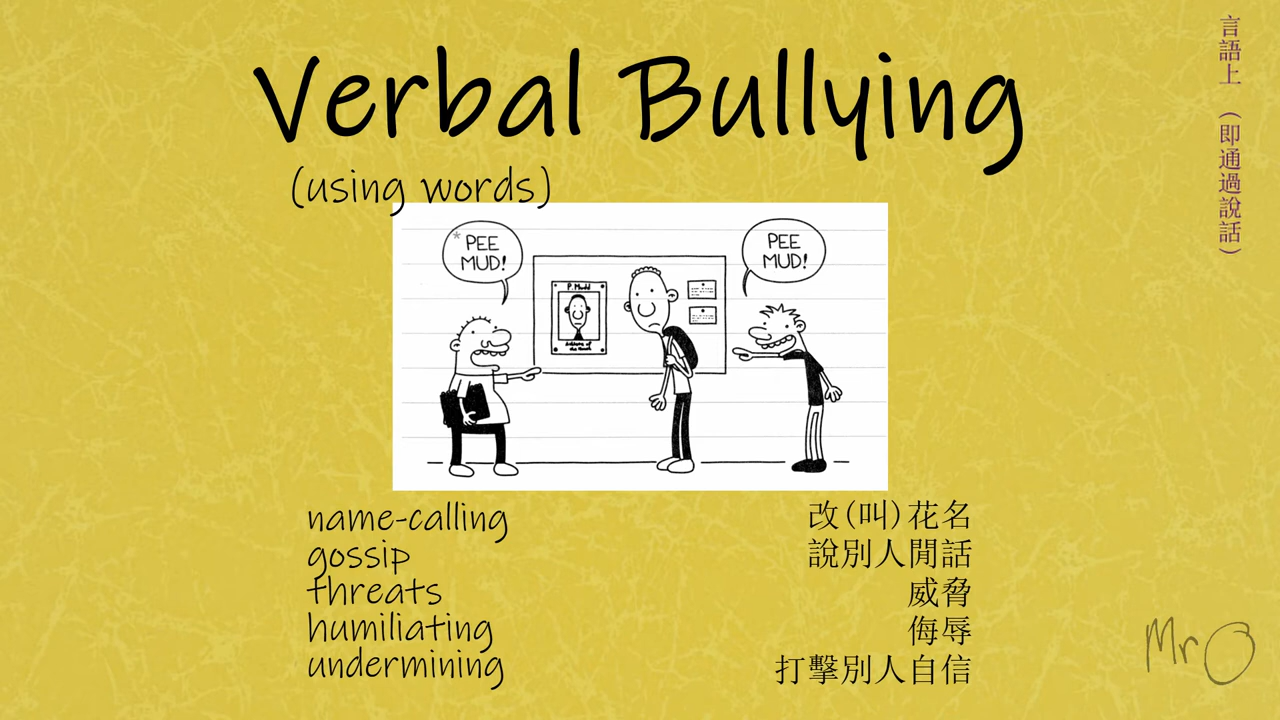 Verbal Bullying
(using words)
言語上 (即通過說話)
* PEE
MUD!
PEE
MUD!
P. Mudd
name-calling
gossip
threats
humiliating
undermining
改(叫)花名
說別人閒話
威脅
侮辱
打擊別人自信
Mr O